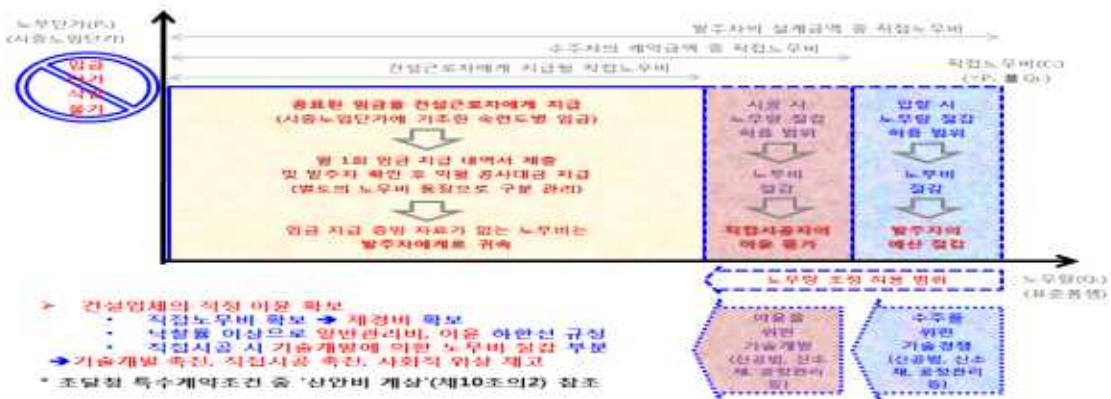 노무단가(Pₙ)
(시중노임단가)
발주자의 설계금액 중 직접노무비
수주자의 계약금액 중 직접노무비
건설근로자에게 지급될 직접노무비
직접노무비(Cₙ)
임금
삭감
불가
공표된 임금을 건설근로자에게 지급
(시중노임단가에 기초한 숙련도별 임금)
월 1회 임금 지급 내역서 제출
및 발주자 확인 후 익월 공사대금 지급
(별도의 노무비 통장으로 구분 관리)
임금 지급 증빙 자료가 없는 노무비는
발주자에게로 귀속
시공 시
노무량 절감
허용 범위
노무비
절감
직접시공자의
이윤 증가
입찰 시
노무량 절감
허용 범위
노무비
절감
발주자의
예산 절감
노무량 조정 허용 범위
(표준품셈)
이윤을
위한
기술개발
(신공법, 신소
재, 공정관리
등)
수주를
위한
기술경쟁
(신공법, 신소
재, 공정관리
등)
➢ 건설업체의 적정 이윤 확보
• 직접노무비 확보 ➔ 제경비 확보
• 낙찰률 이상으로 일반관리비, 이윤 하한선 규정
• 직접시공 시 기술개발에 의한 노무비 절감 부분
➔기술개발 촉진, 직접시공 촉진, 사회적 위상 재고
* 조달청 특수계약조건 중 '산안비 계상'(제10조의2) 참조